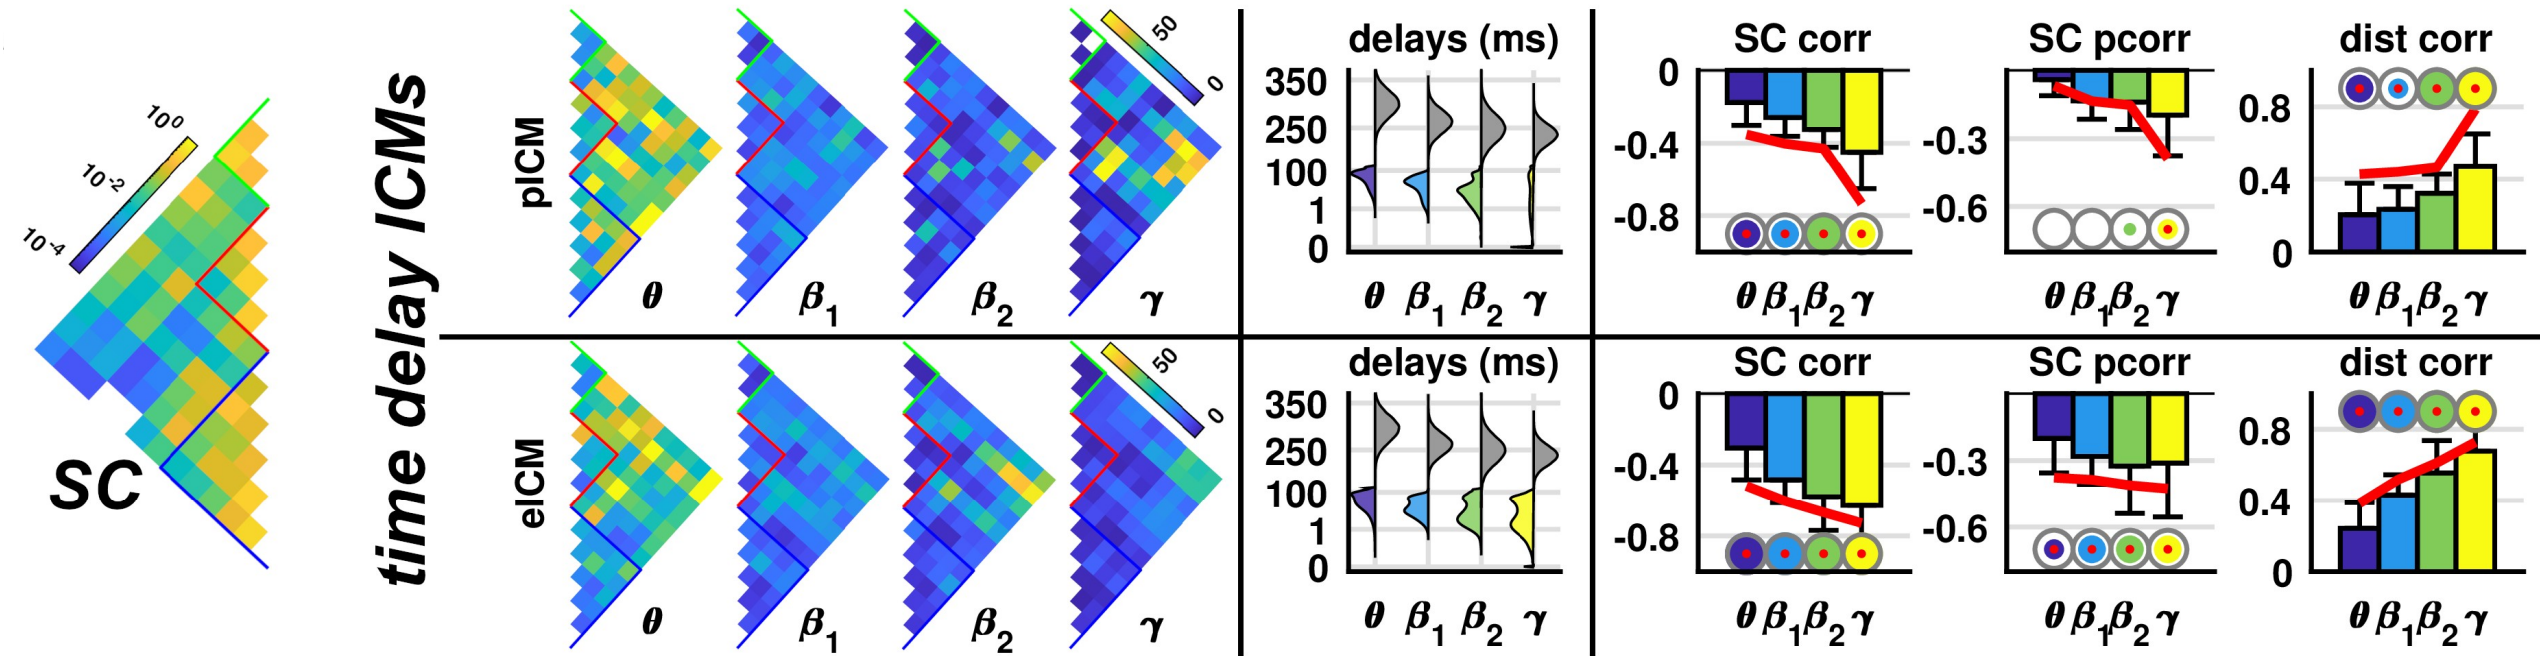 10⁰
10⁻²
10⁻⁴
SC
time delay ICMs
pICM
50
0
θ
β₁
β₂
γ
delays (ms)
350
250
100
1
0
θ
β₁
β₂
γ
SC corr
0
-0.4
-0.8
θ β₁ β₂ γ
SC pcorr
-0.3
-0.6
θ β₁ β₂ γ
dist corr
0.8
0.4
0
θ β₁ β₂ γ
eICM
50
0
θ
β₁
β₂
γ
delays (ms)
350
250
100
1
0
θ
β₁
β₂
γ
SC corr
0
-0.4
-0.8
θ β₁ β₂ γ
SC pcorr
-0.3
-0.6
θ β₁ β₂ γ
dist corr
0.8
0.4
0
θ β₁ β₂ γ